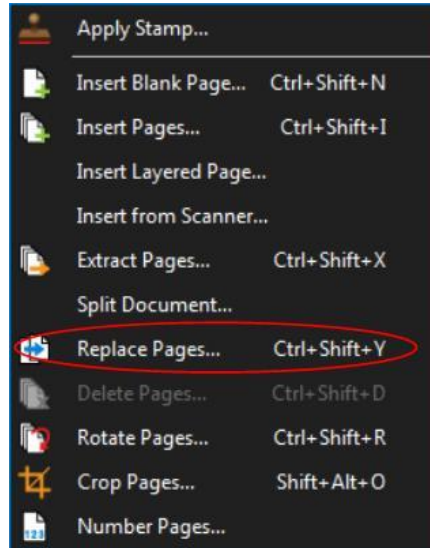 Apply Stamp...
Insert Blank Page... Ctrl+Shift+N
Insert Pages... Ctrl+Shift+I
Insert Layered Page...
Insert from Scanner...
Extract Pages... Ctrl+Shift+X
Split Document...
Replace Pages... Ctrl+Shift+Y
Delete Pages... Ctrl+Shift+D
Rotate Pages... Ctrl+Shift+R
Crop Pages... Shift+Alt+O
123 Number Pages...